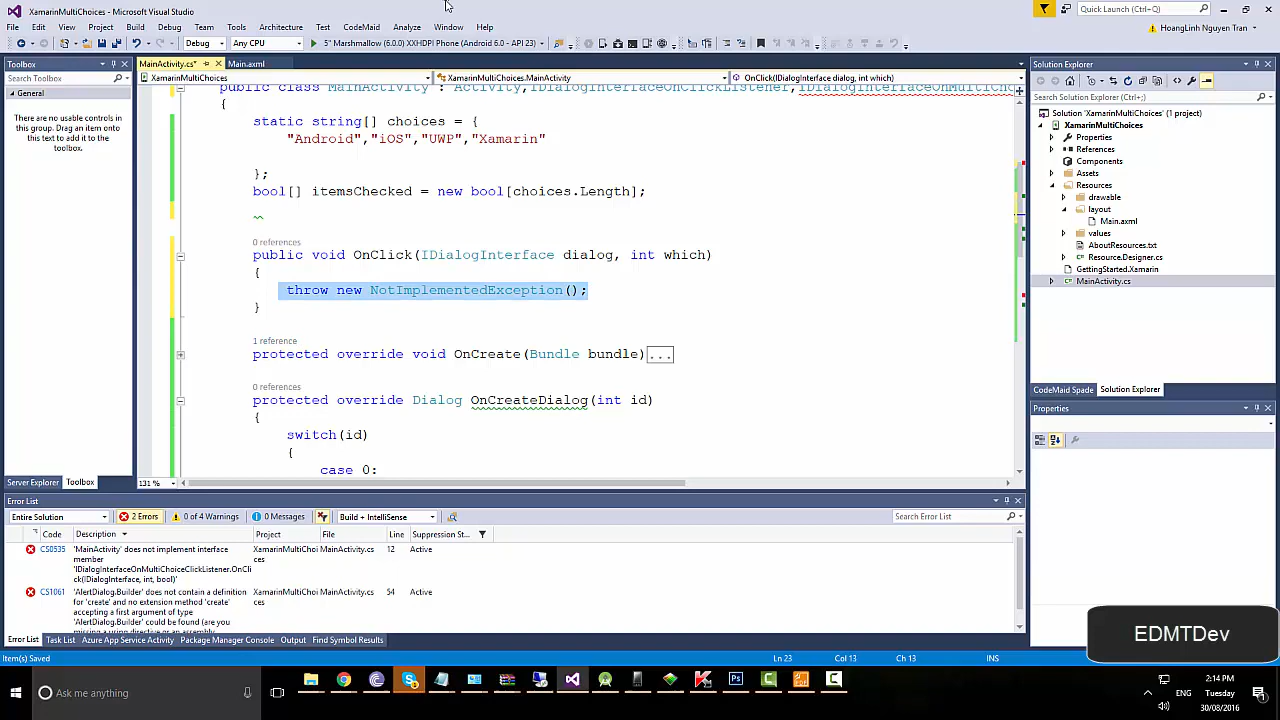 XamarinMultiChoices - Microsoft Visual Studio
Quick Launch (Ctrl+Q)
File Edit View Project Build Debug Team Tools Architecture Test CodeMaid Analyze Window Help
HoangLinh Nguyen Tran
Debug Any CPU 5" Marshmallow (6.0.0) XXHDPI Phone (Android 6.0 - API 23)
Toolbox
Search Toolbox
General
There are no usable controls in
this group. Drag an item onto
this text to add it to the
toolbox.
Server Explorer Toolbox
MainActivity.cs* Main.axml
XamarinMultiChoices XamarinMultiChoices.MainActivity OnClick(IDialogInterface dialog, int which)
public class MainActivity : Activity,IDialogInterfaceOnClickListener,IDialogInterfaceOnMultiCho
{
static string[] choices = {
"Android","iOS","UWP","Xamarin"
};
bool[] itemsChecked = new bool[choices.Length];
0 references
public void OnClick(IDialogInterface dialog, int which)
{
throw new NotImplementedException();
}
1 reference
protected override void OnCreate(Bundle bundle)...
0 references
protected override Dialog OnCreateDialog(int id)
{
switch(id)
{
case 0:
131 %
Solution Explorer
Search Solution Explorer (Ctrl+;)
Solution 'XamarinMultiChoices' (1 project)
XamarinMultiChoices
Properties
References
Components
Assets
Resources
drawable
layout
Main.axml
values
AboutResources.txt
Resource.Designer.cs
GettingStarted.Xamarin
MainActivity.cs
CodeMaid Spade Solution Explorer
Properties
Error List
Entire Solution 2 Errors 0 of 4 Warnings 0 Messages Build + IntelliSense Search Error List
Code Description Project File Line Suppression St...
CS0535 'MainActivity' does not implement interface XamarinMultiChoi MainActivity.cs 12 Active
member ces
'IDialogInterfaceOnMultiChoiceClickListener.OnCli
ck(IDialogInterface, int, bool)'
CS1061 'AlertDialog.Builder' does not contain a definition XamarinMultiChoi MainActivity.cs 54 Active
for 'create' and no extension method 'create' ces
accepting a first argument of type
'AlertDialog.Builder' could be found (are you
missing a using directive or an assembly
Error List Task List Azure App Service Activity Package Manager Console Output Find Symbol Results
EDMTDev
Item(s) Saved Ln 23 Col 13 Ch 13 INS
Ask me anything
ENG
2:14 PM
Tuesday
30/08/2016